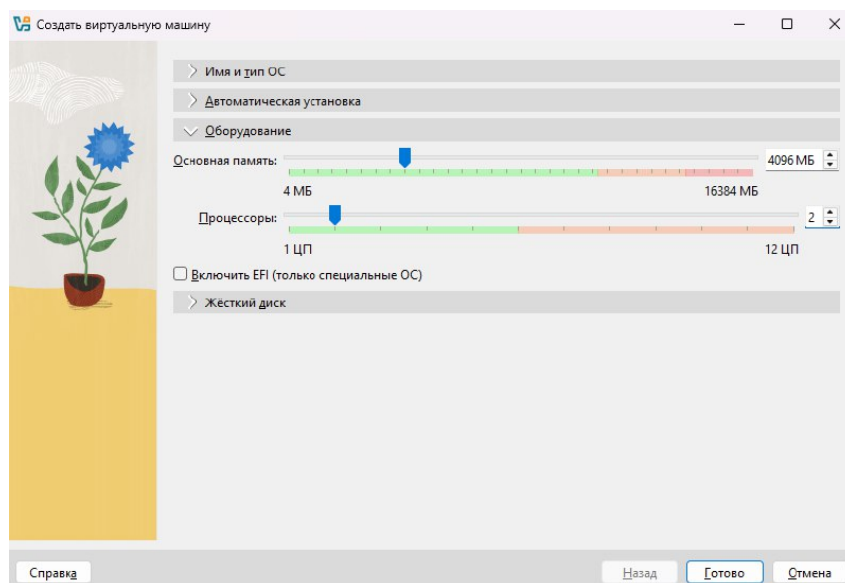 Создать виртуальную машину
Имя и тип ОС
Автоматическая установка
Оборудование
Основная память: 4096 МБ
4 МБ 16384 МБ
Процессоры: 2
1 ЦП 12 ЦП
Включить EFI (только специальные ОС)
Жёсткий диск
Справка Назад Готово Отмена